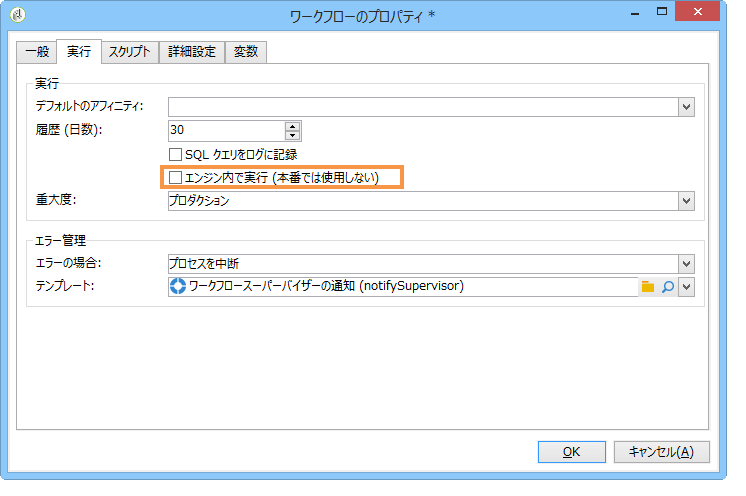 ワークフローのプロパティ *
一般 実行 スクリプト 詳細設定 変数
実行
デフォルトのアフィニティ:
履歴 (日数): 30
SQL クエリをログに記録
エンジン内で実行 (本番では使用しない)
重大度: プロダクション
エラー管理
エラーの場合: プロセスを中断
テンプレート: ワークフロースーパーバイザーの通知 (notifySupervisor)
OK キャンセル(A)